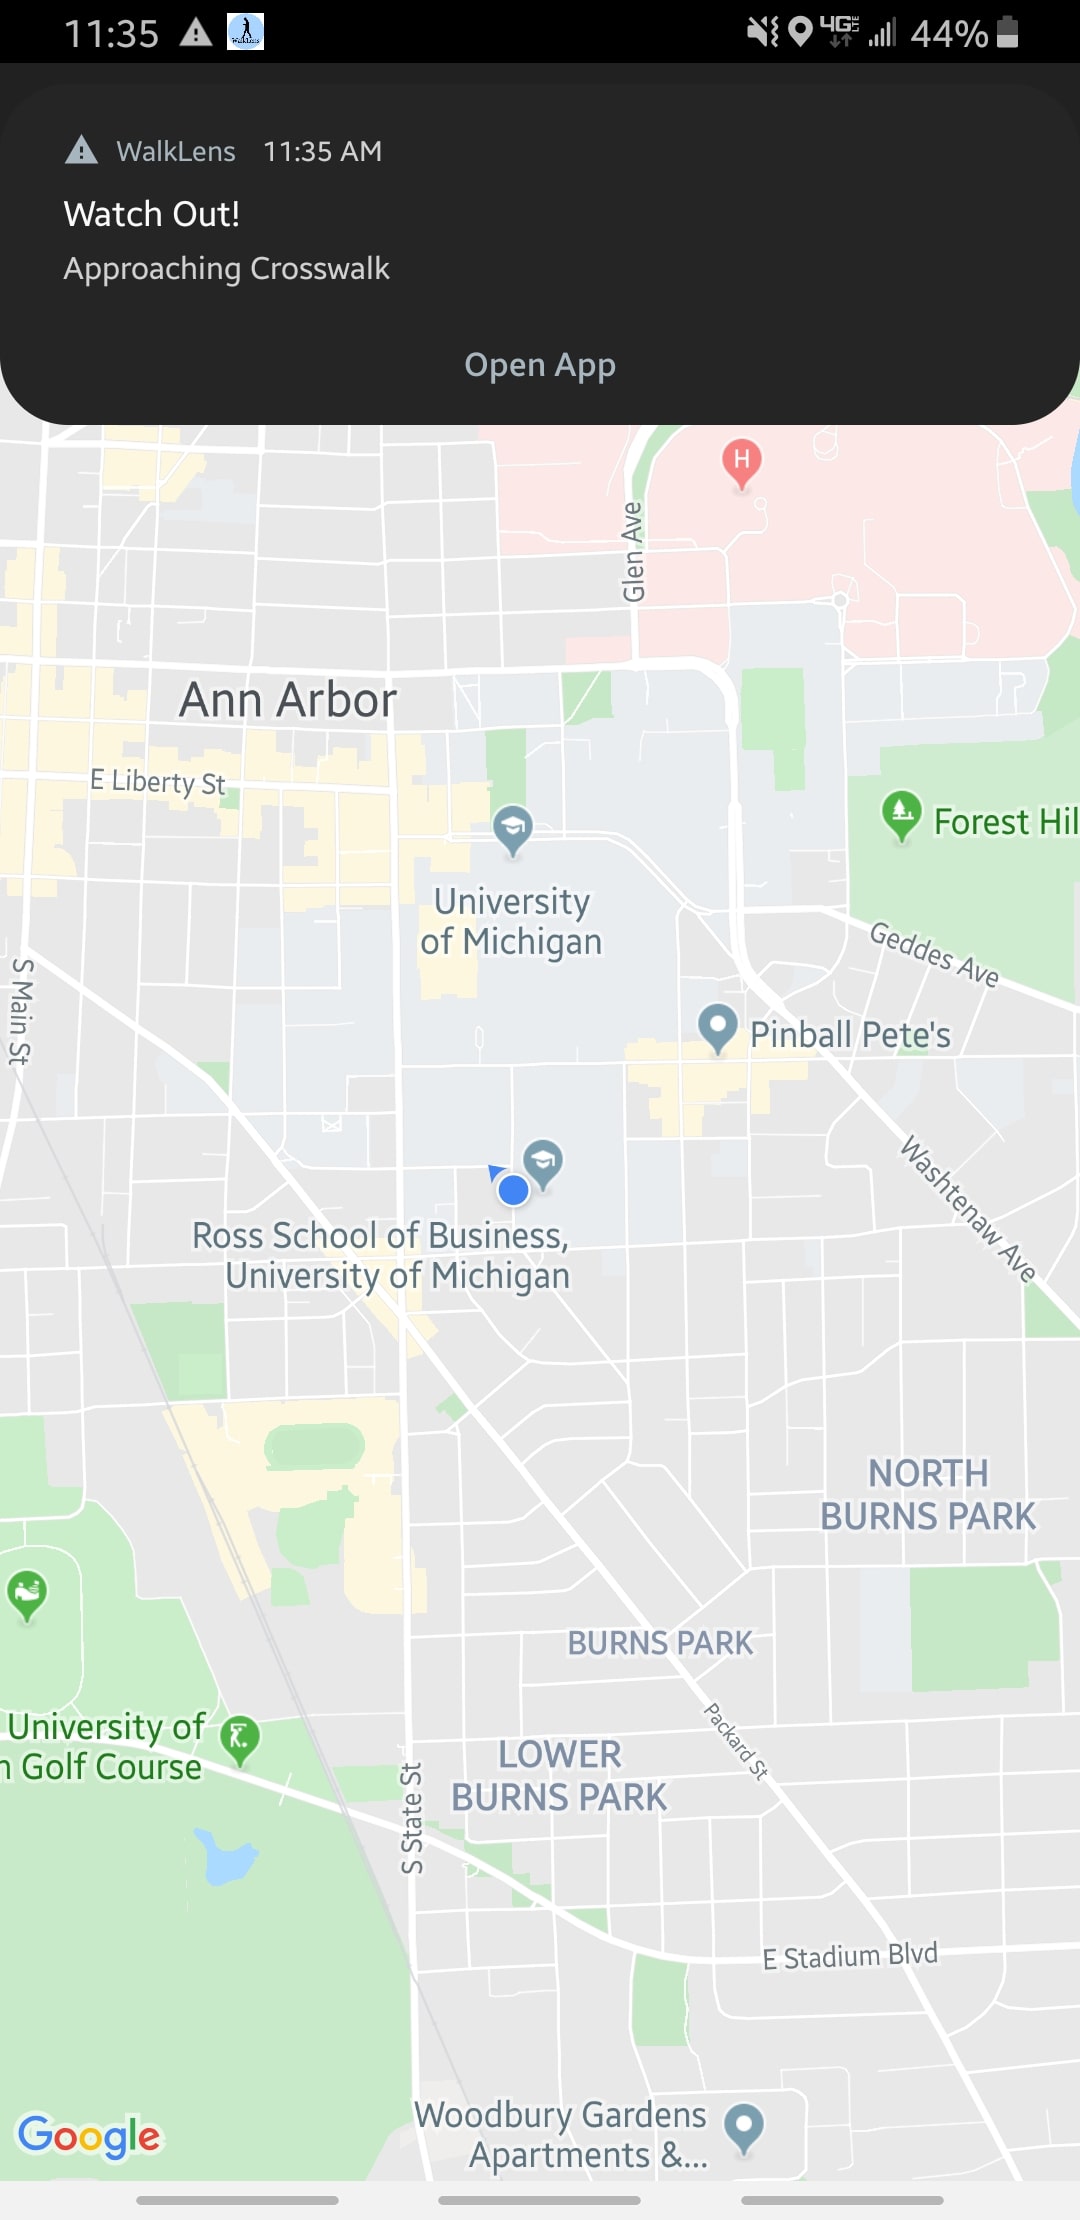 11:35
4G LTE 44%
WalkLens 11:35 AM
Watch Out!
Approaching Crosswalk
Open App
H
Glen Ave
Ann Arbor
E Liberty St
Forest Hil
University
of Michigan
Geddes Ave
S Main St
Pinball Pete's
Washtenaw Ave
Ross School of Business,
University of Michigan
NORTH
BURNS PARK
BURNS PARK
Packard St
University of
n Golf Course
LOWER
BURNS PARK
S State St
E Stadium Blvd
Woodbury Gardens
Apartments &...
Google